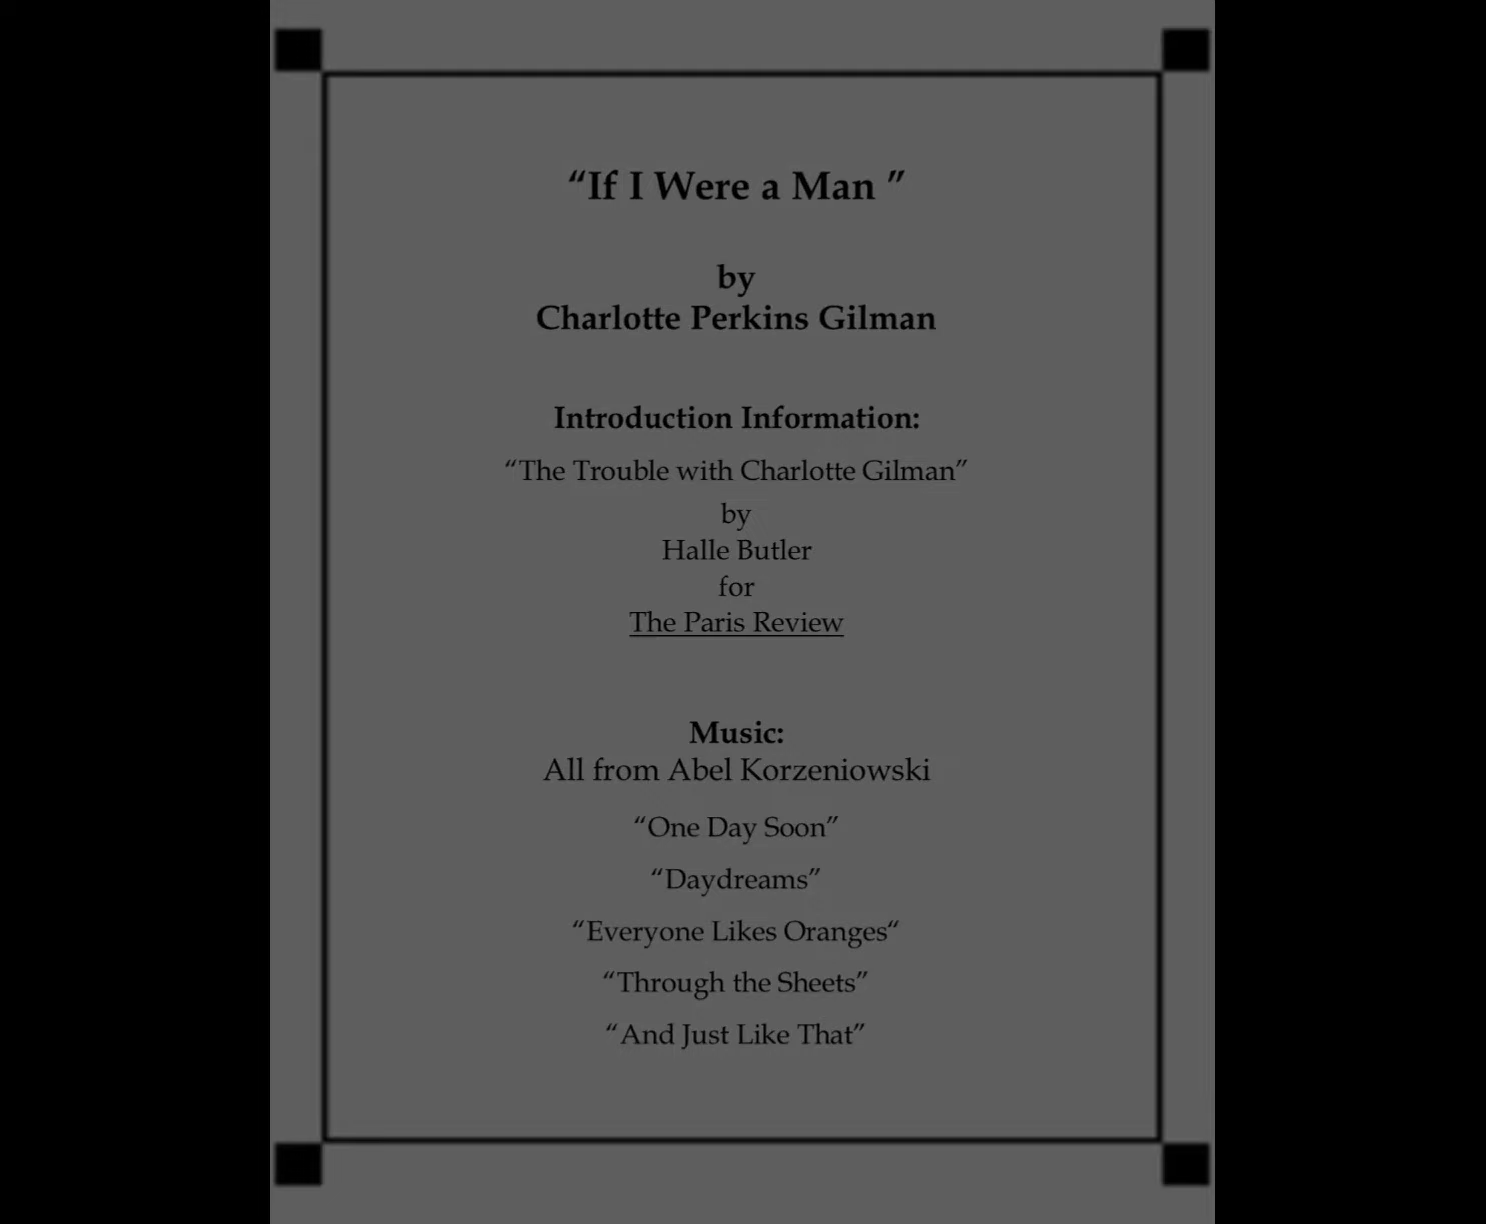 “If I Were a Man ”
by
Charlotte Perkins Gilman
Introduction Information:
“The Trouble with Charlotte Gilman”
by
Halle Butler
for
The Paris Review
Music:
All from Abel Korzeniowski
“One Day Soon”
“Daydreams”
“Everyone Likes Oranges“
“Through the Sheets”
“And Just Like That”